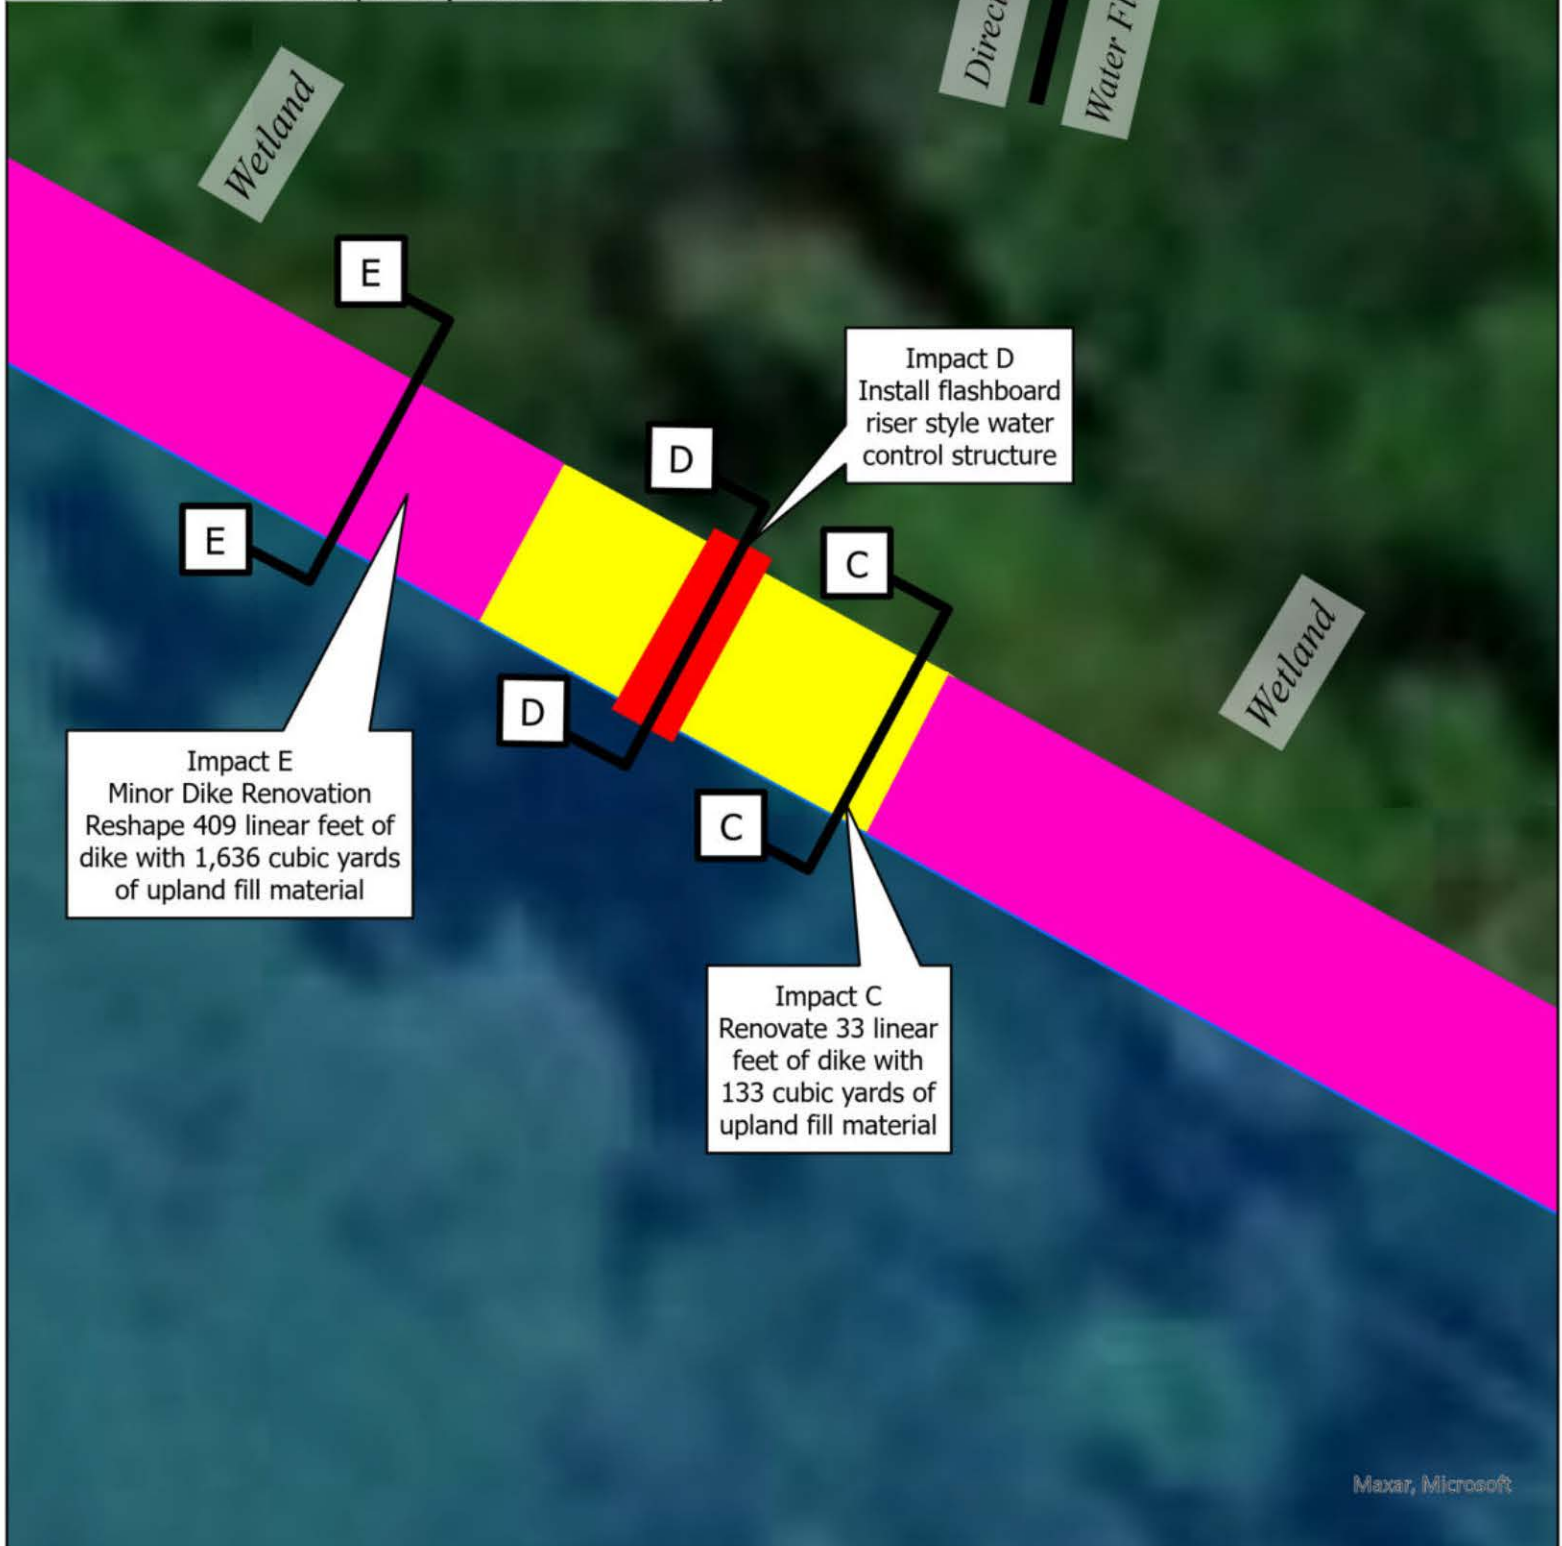 Wetland
E
E
Impact D
Install flashboard
riser style water
control structure
D
D
C
C
Wetland
Impact E
Minor Dike Renovation
Reshape 409 linear feet of
dike with 1,636 cubic yards
of upland fill material
Impact C
Renovate 33 linear
feet of dike with
133 cubic yards of
upland fill material
Maxar, Microsoft